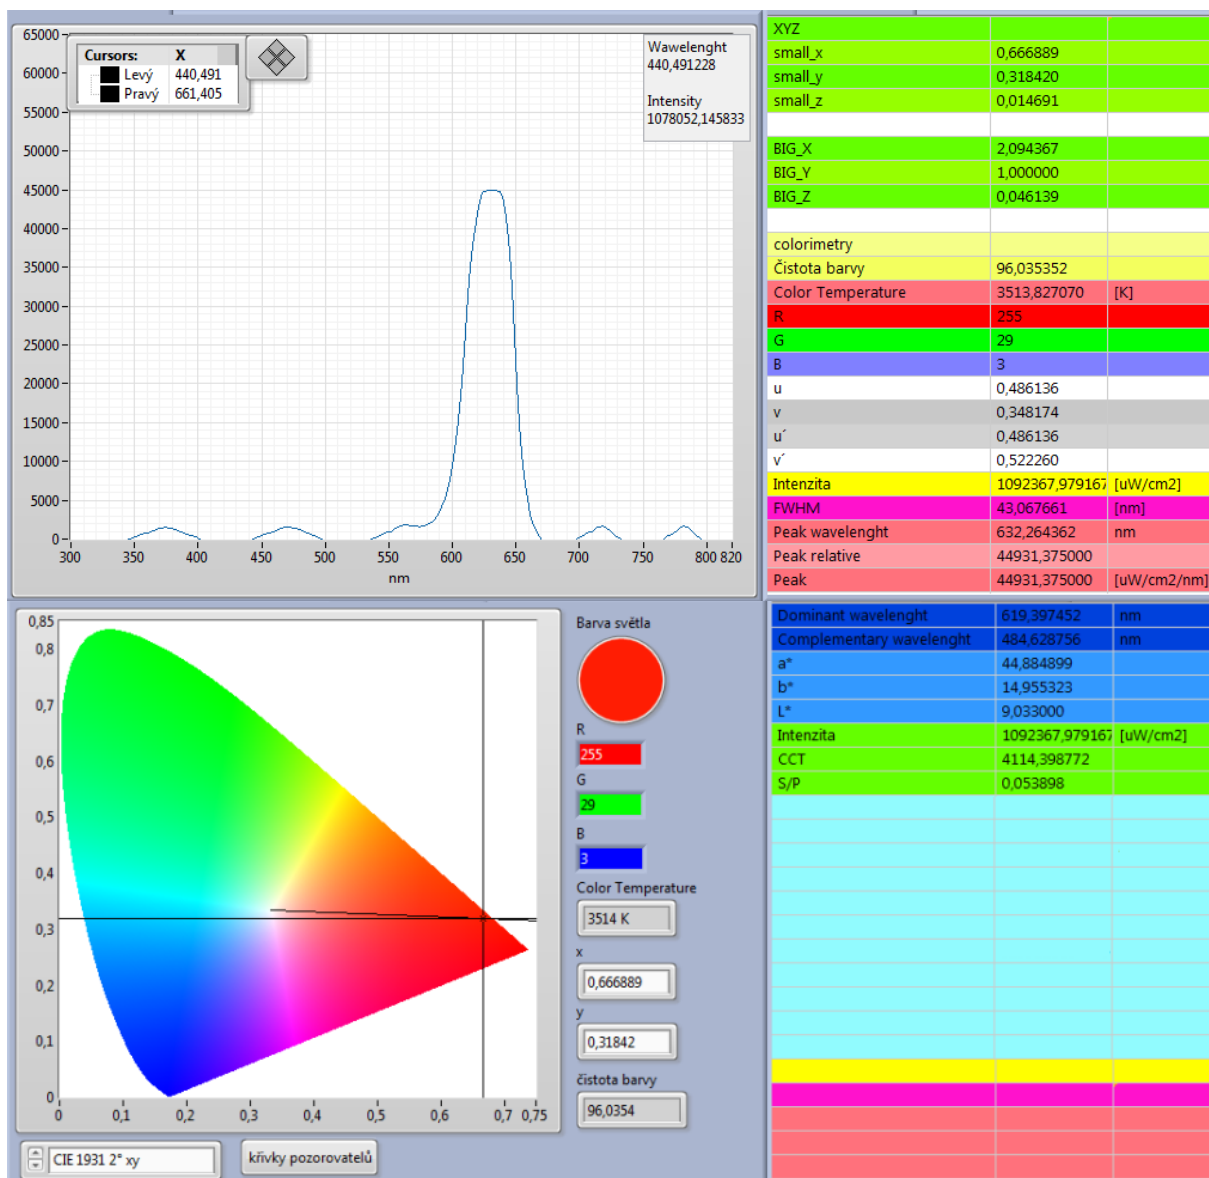 65000
60000
55000
50000
45000
40000
35000
30000
25000
20000
15000
10000
5000
0
Cursors: X
Levý 440,491
Pravý 661,405
Wawelenght
440,491228
Intensity
1078052,145833
300 350 400 450 500 550 600 650 700 750 800 820
nm
XYZ
small_x 0,666889
small_y 0,318420
small_z 0,014691
BIG_X 2,094367
BIG_Y 1,000000
BIG_Z 0,046139
colorimetry
Čistota barvy 96,035352
Color Temperature 3513,827070 [K]
R 255
G 29
B 3
u 0,486136
v 0,348174
u´ 0,486136
v´ 0,522260
Intenzita 1092367,979167 [uW/cm2]
FWHM 43,067661 [nm]
Peak wavelenght 632,264362 nm
Peak relative 44931,375000
Peak 44931,375000 [uW/cm2/nm]
0,85
0,8
0,7
0,6
0,5
0,4
0,3
0,2
0,1
0
0 0,1 0,2 0,3 0,4 0,5 0,6 0,7 0,75
CIE 1931 2° xy
křivky pozorovatelů
Barva světla
R
255
G
29
B
3
Color Temperature
3514 K
x
0,666889
y
0,31842
čistota barvy
96,0354
Dominant wavelenght 619,397452 nm
Complementary wavelenght 484,628756 nm
a* 44,884899
b* 14,955323
L* 9,033000
Intenzita 1092367,979167 [uW/cm2]
CCT 4114,398772
S/P 0,053898